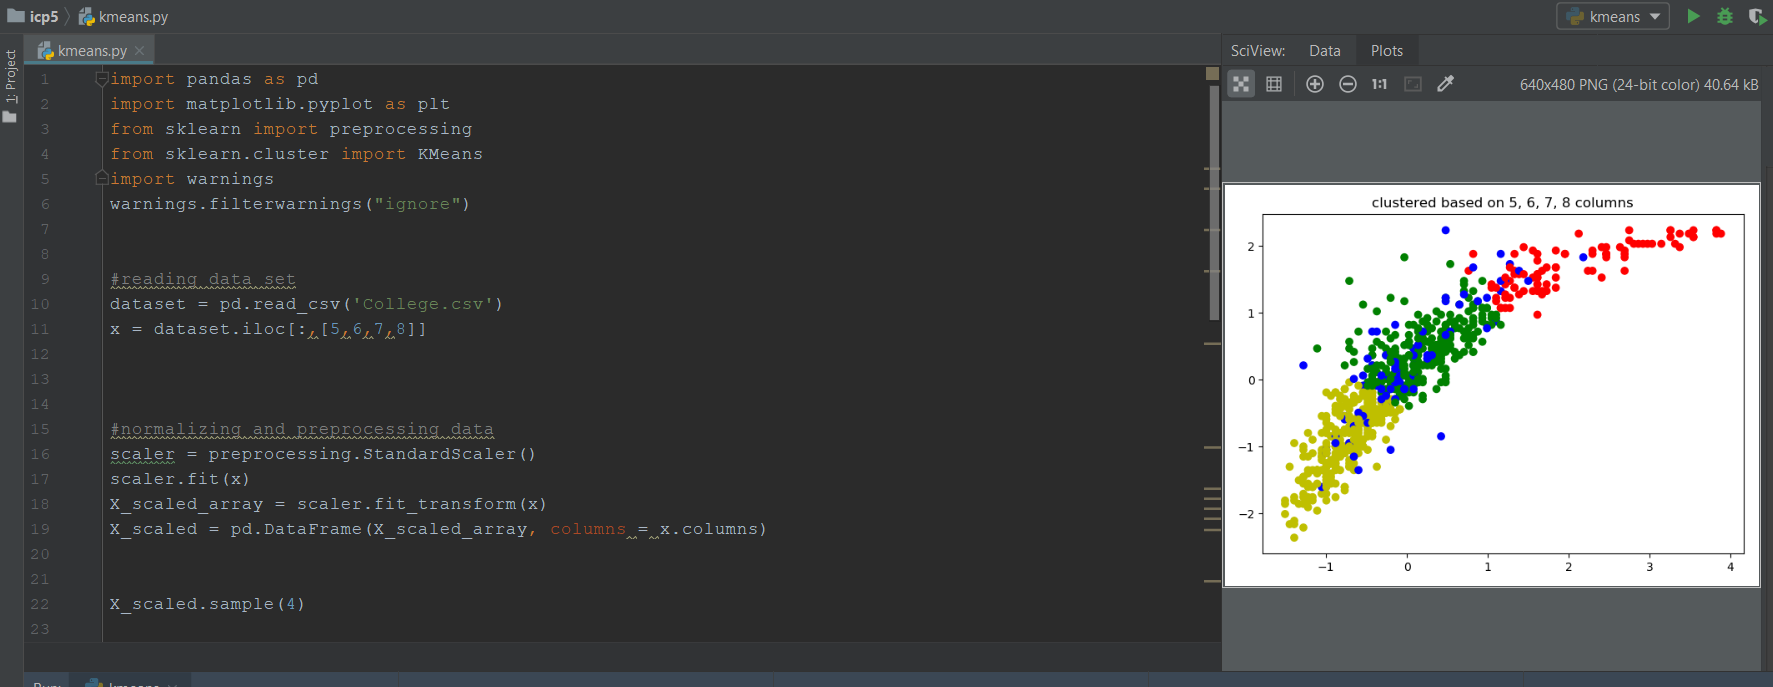 icp5 kmeans.py
kmeans
kmeans.py
SciView: Data Plots
1:1
640x480 PNG (24-bit color) 40.64 kB
1: Project
1 import pandas as pd
2 import matplotlib.pyplot as plt
3 from sklearn import preprocessing
4 from sklearn.cluster import KMeans
5 import warnings
6 warnings.filterwarnings("ignore")
7
8
9 #reading data set
10 dataset = pd.read_csv('College.csv')
11 x = dataset.iloc[:,[5,6,7,8]]
12
13
14
15 #normalizing and preprocessing data
16 scaler = preprocessing.StandardScaler()
17 scaler.fit(x)
18 X_scaled_array = scaler.fit_transform(x)
19 X_scaled = pd.DataFrame(X_scaled_array, columns = x.columns)
20
21
22 X_scaled.sample(4)
23
clustered based on 5, 6, 7, 8 columns
2
1
0
−1
−2
−1 0 1 2 3 4
Run: kmeans